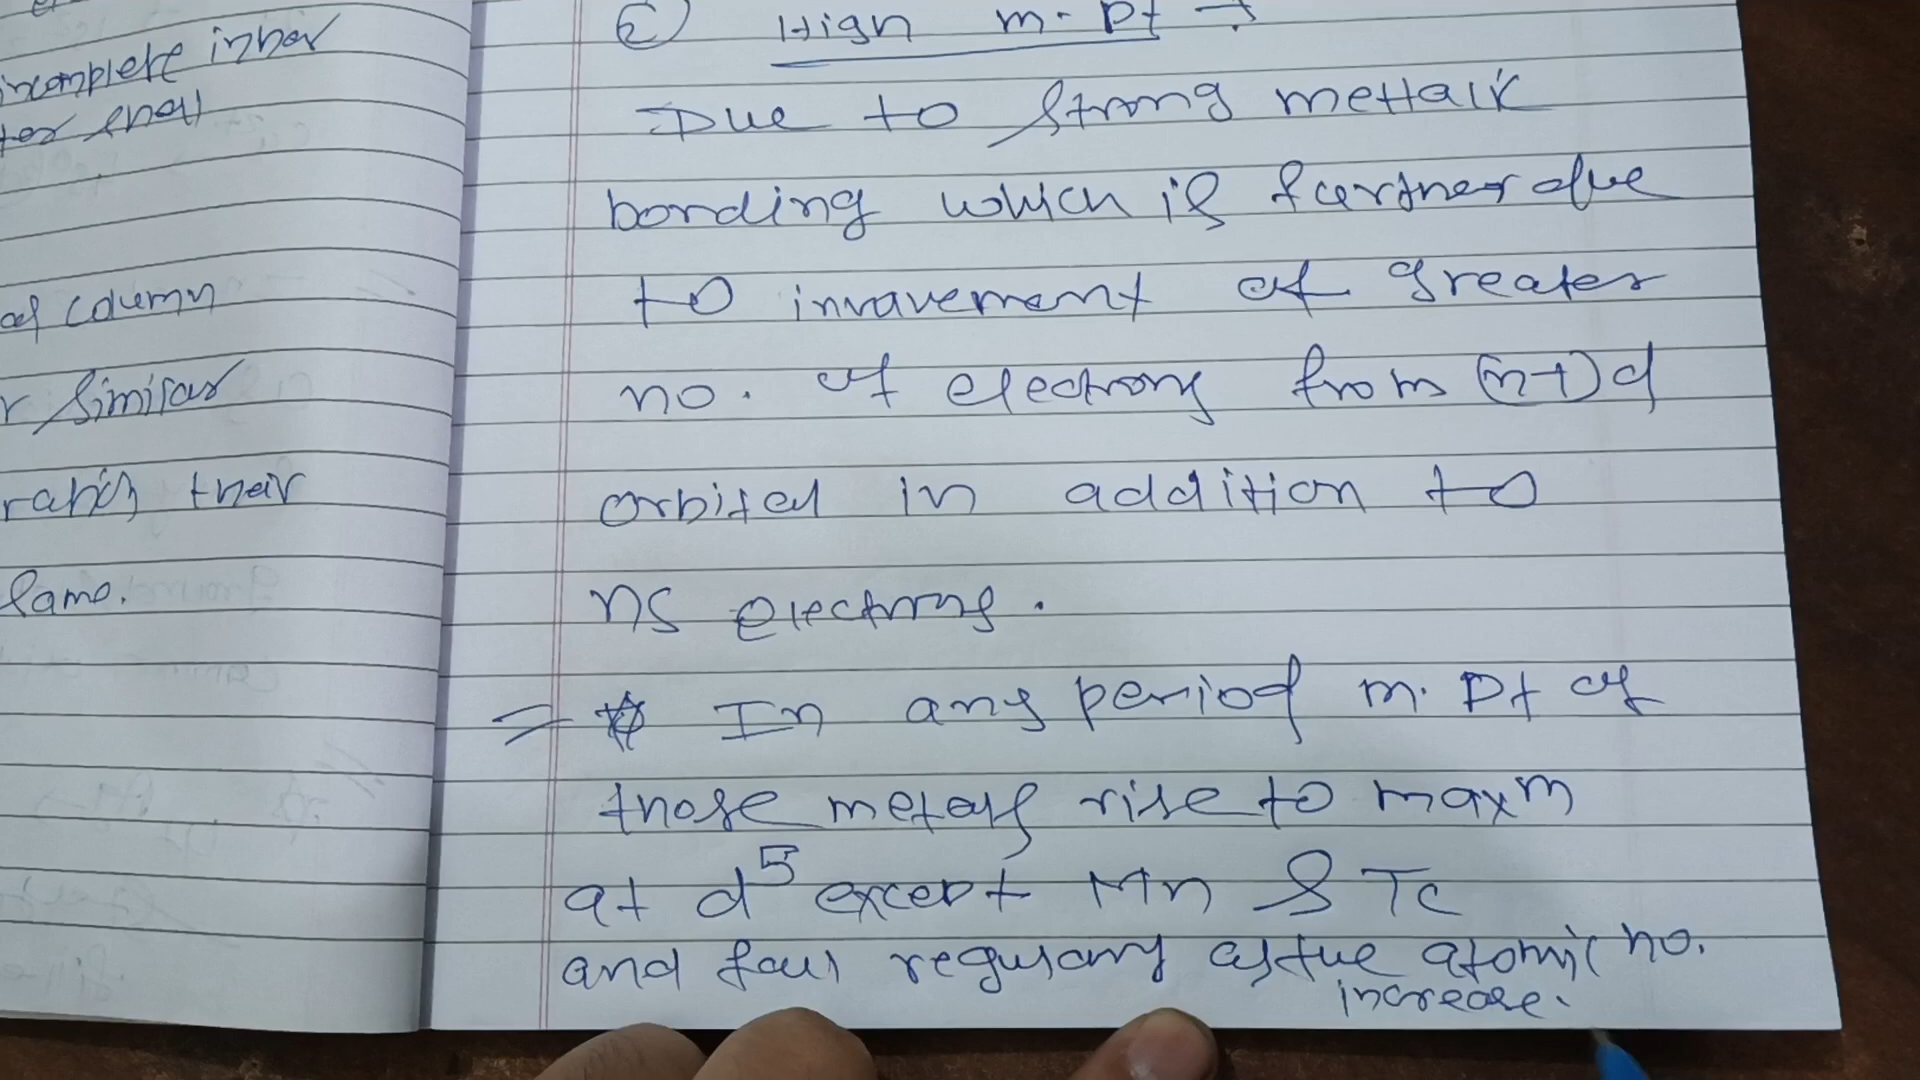 incomplete inner
ter shell
of column
r similar
rating their
same.
② High m. pt →
Due to strong mettalic
bonding which is further due
to invavement of greater
no. of electrons from (n-1)d
orbital in addition to
ns electrons.
⇒ ☆ In any period m. pt of
those metals rise to maxm
at d⁵ except Mn & Tc
and fall regularly as the atomic no.
increase.